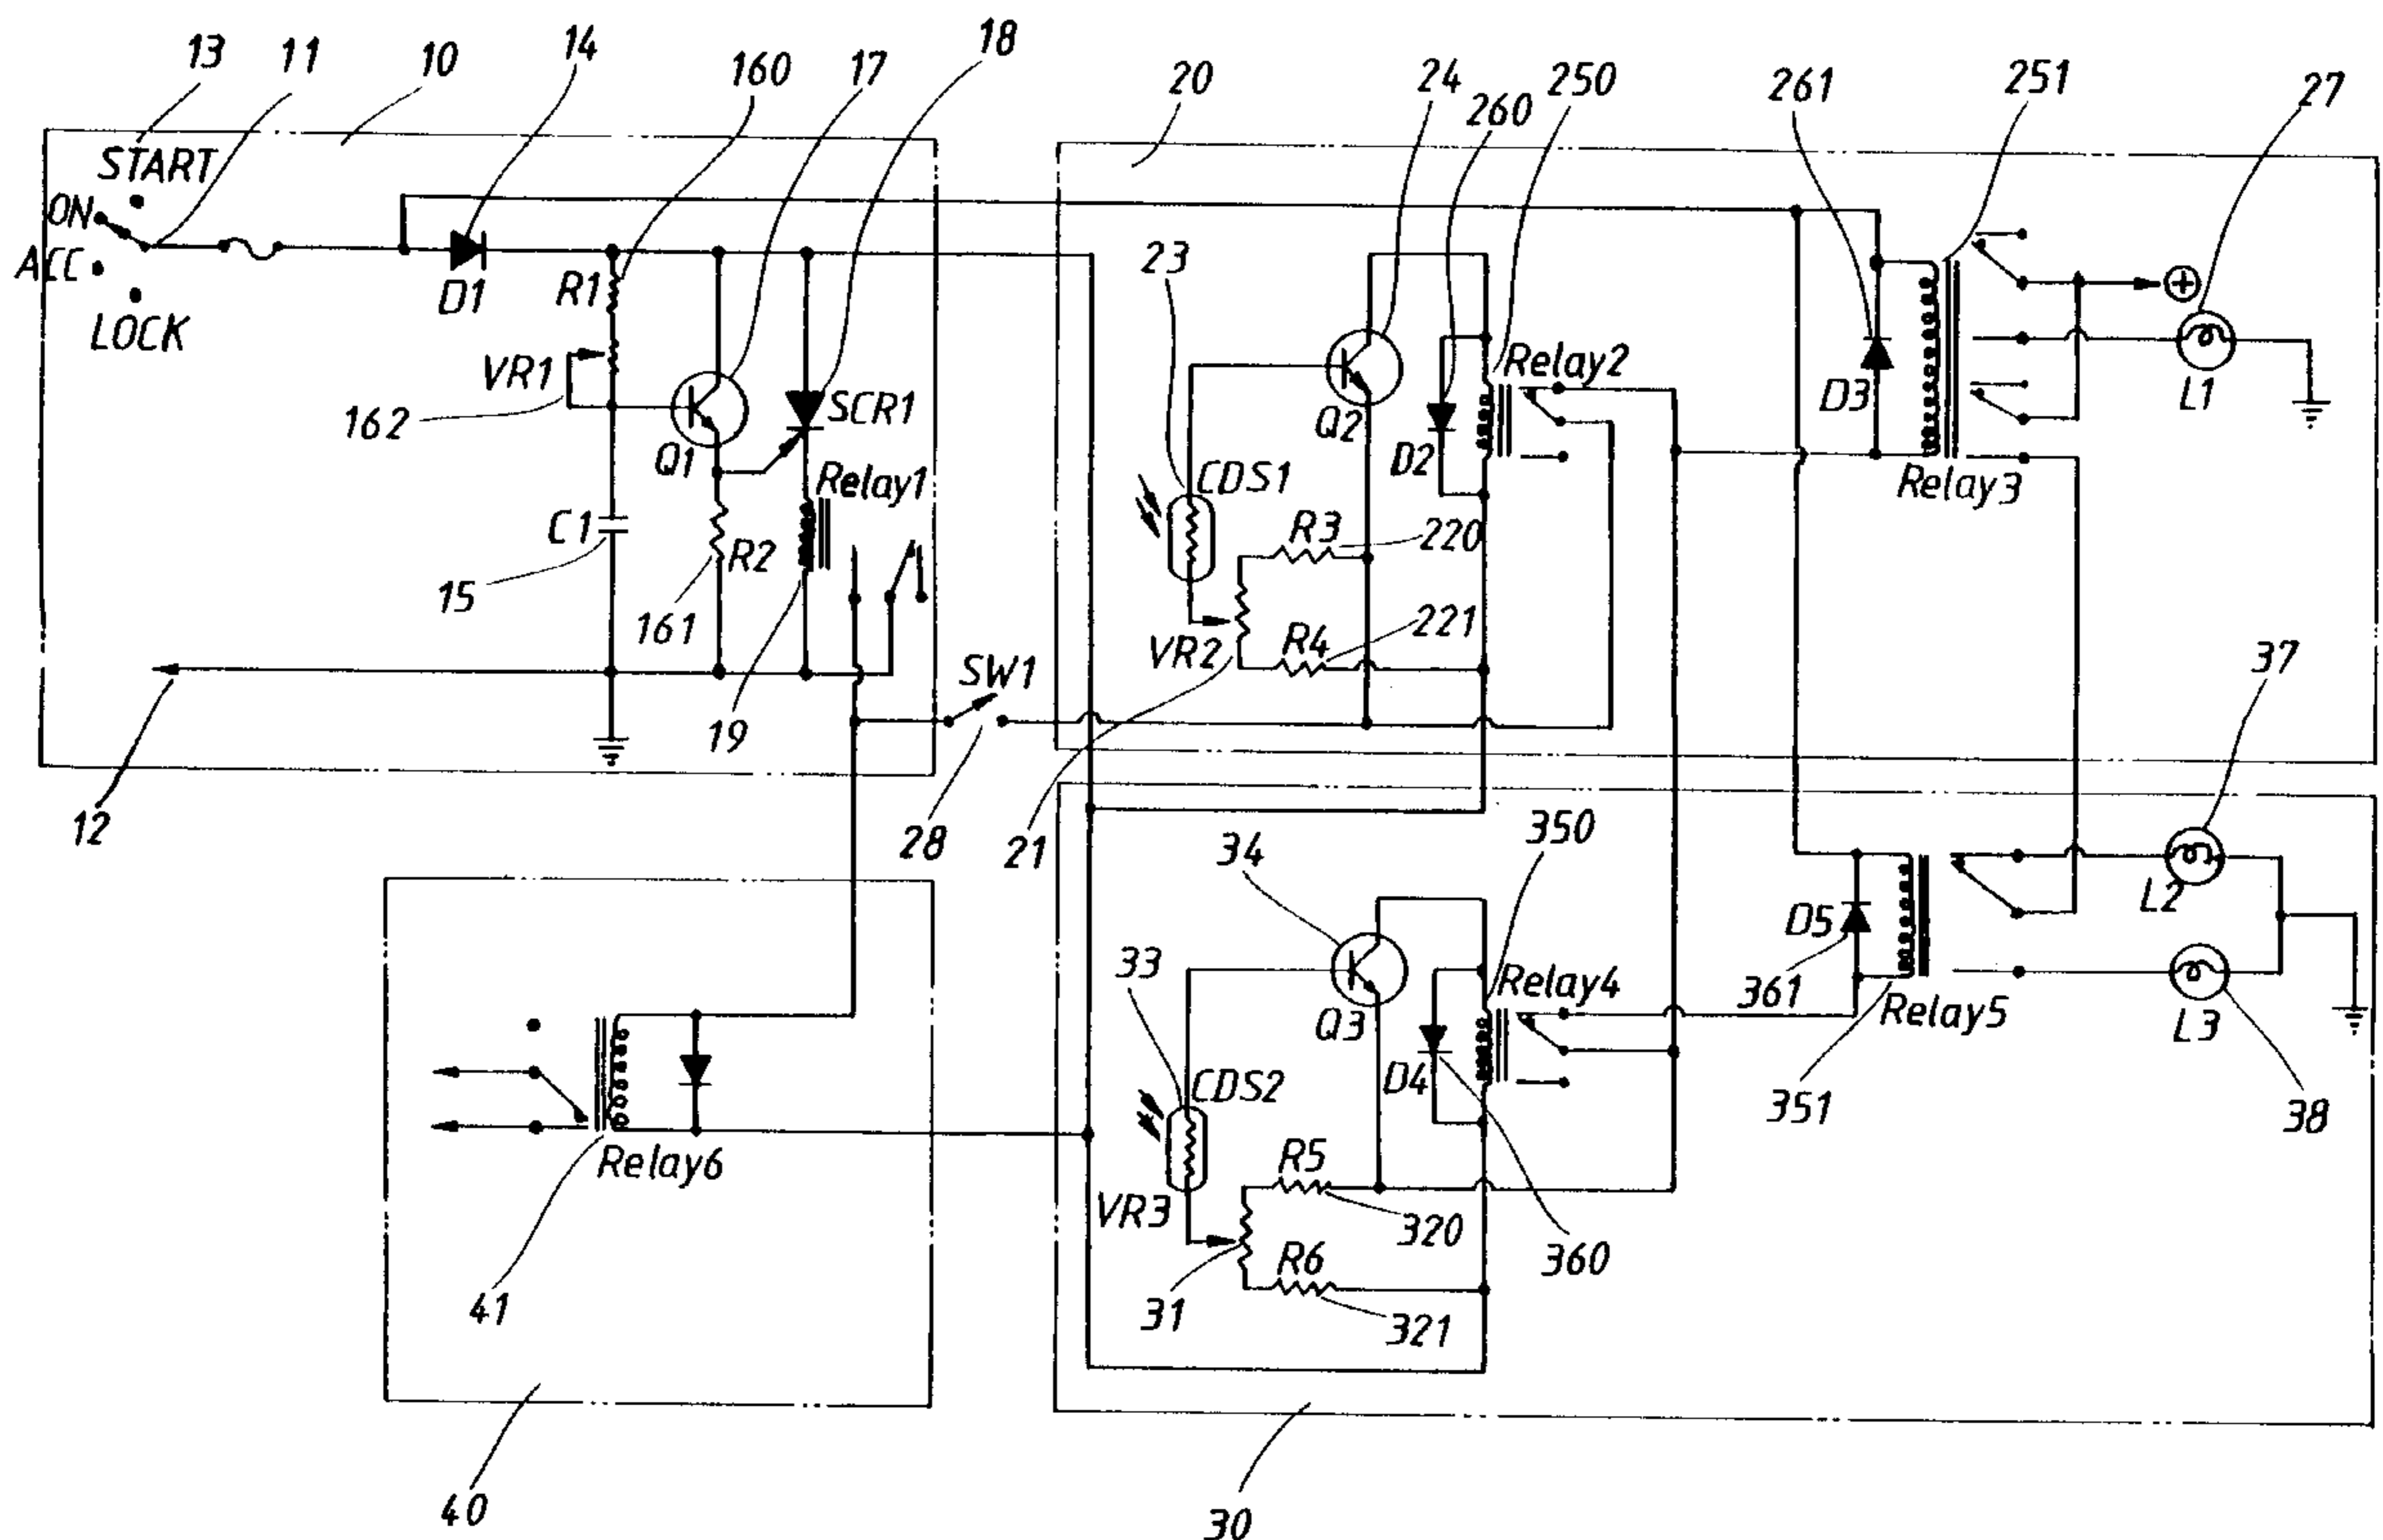 13
11
10
14
160
17
18
20
24
260
250
261
251
27
START
ON
ACC
LOCK
D1
R1
VR1
162
Q1
SCR1
Relay1
C1
15
R2
161
19
12
SW1
28
23
CDS1
Q2
D2
Relay2
R3
220
VR2
R4
221
21
D3
Relay3
L1
37
34
350
33
CDS2
Q3
D4
Relay4
VR3
R5
320
R6
321
31
360
D5
361
Relay5
351
L2
L3
38
Relay6
41
40
30